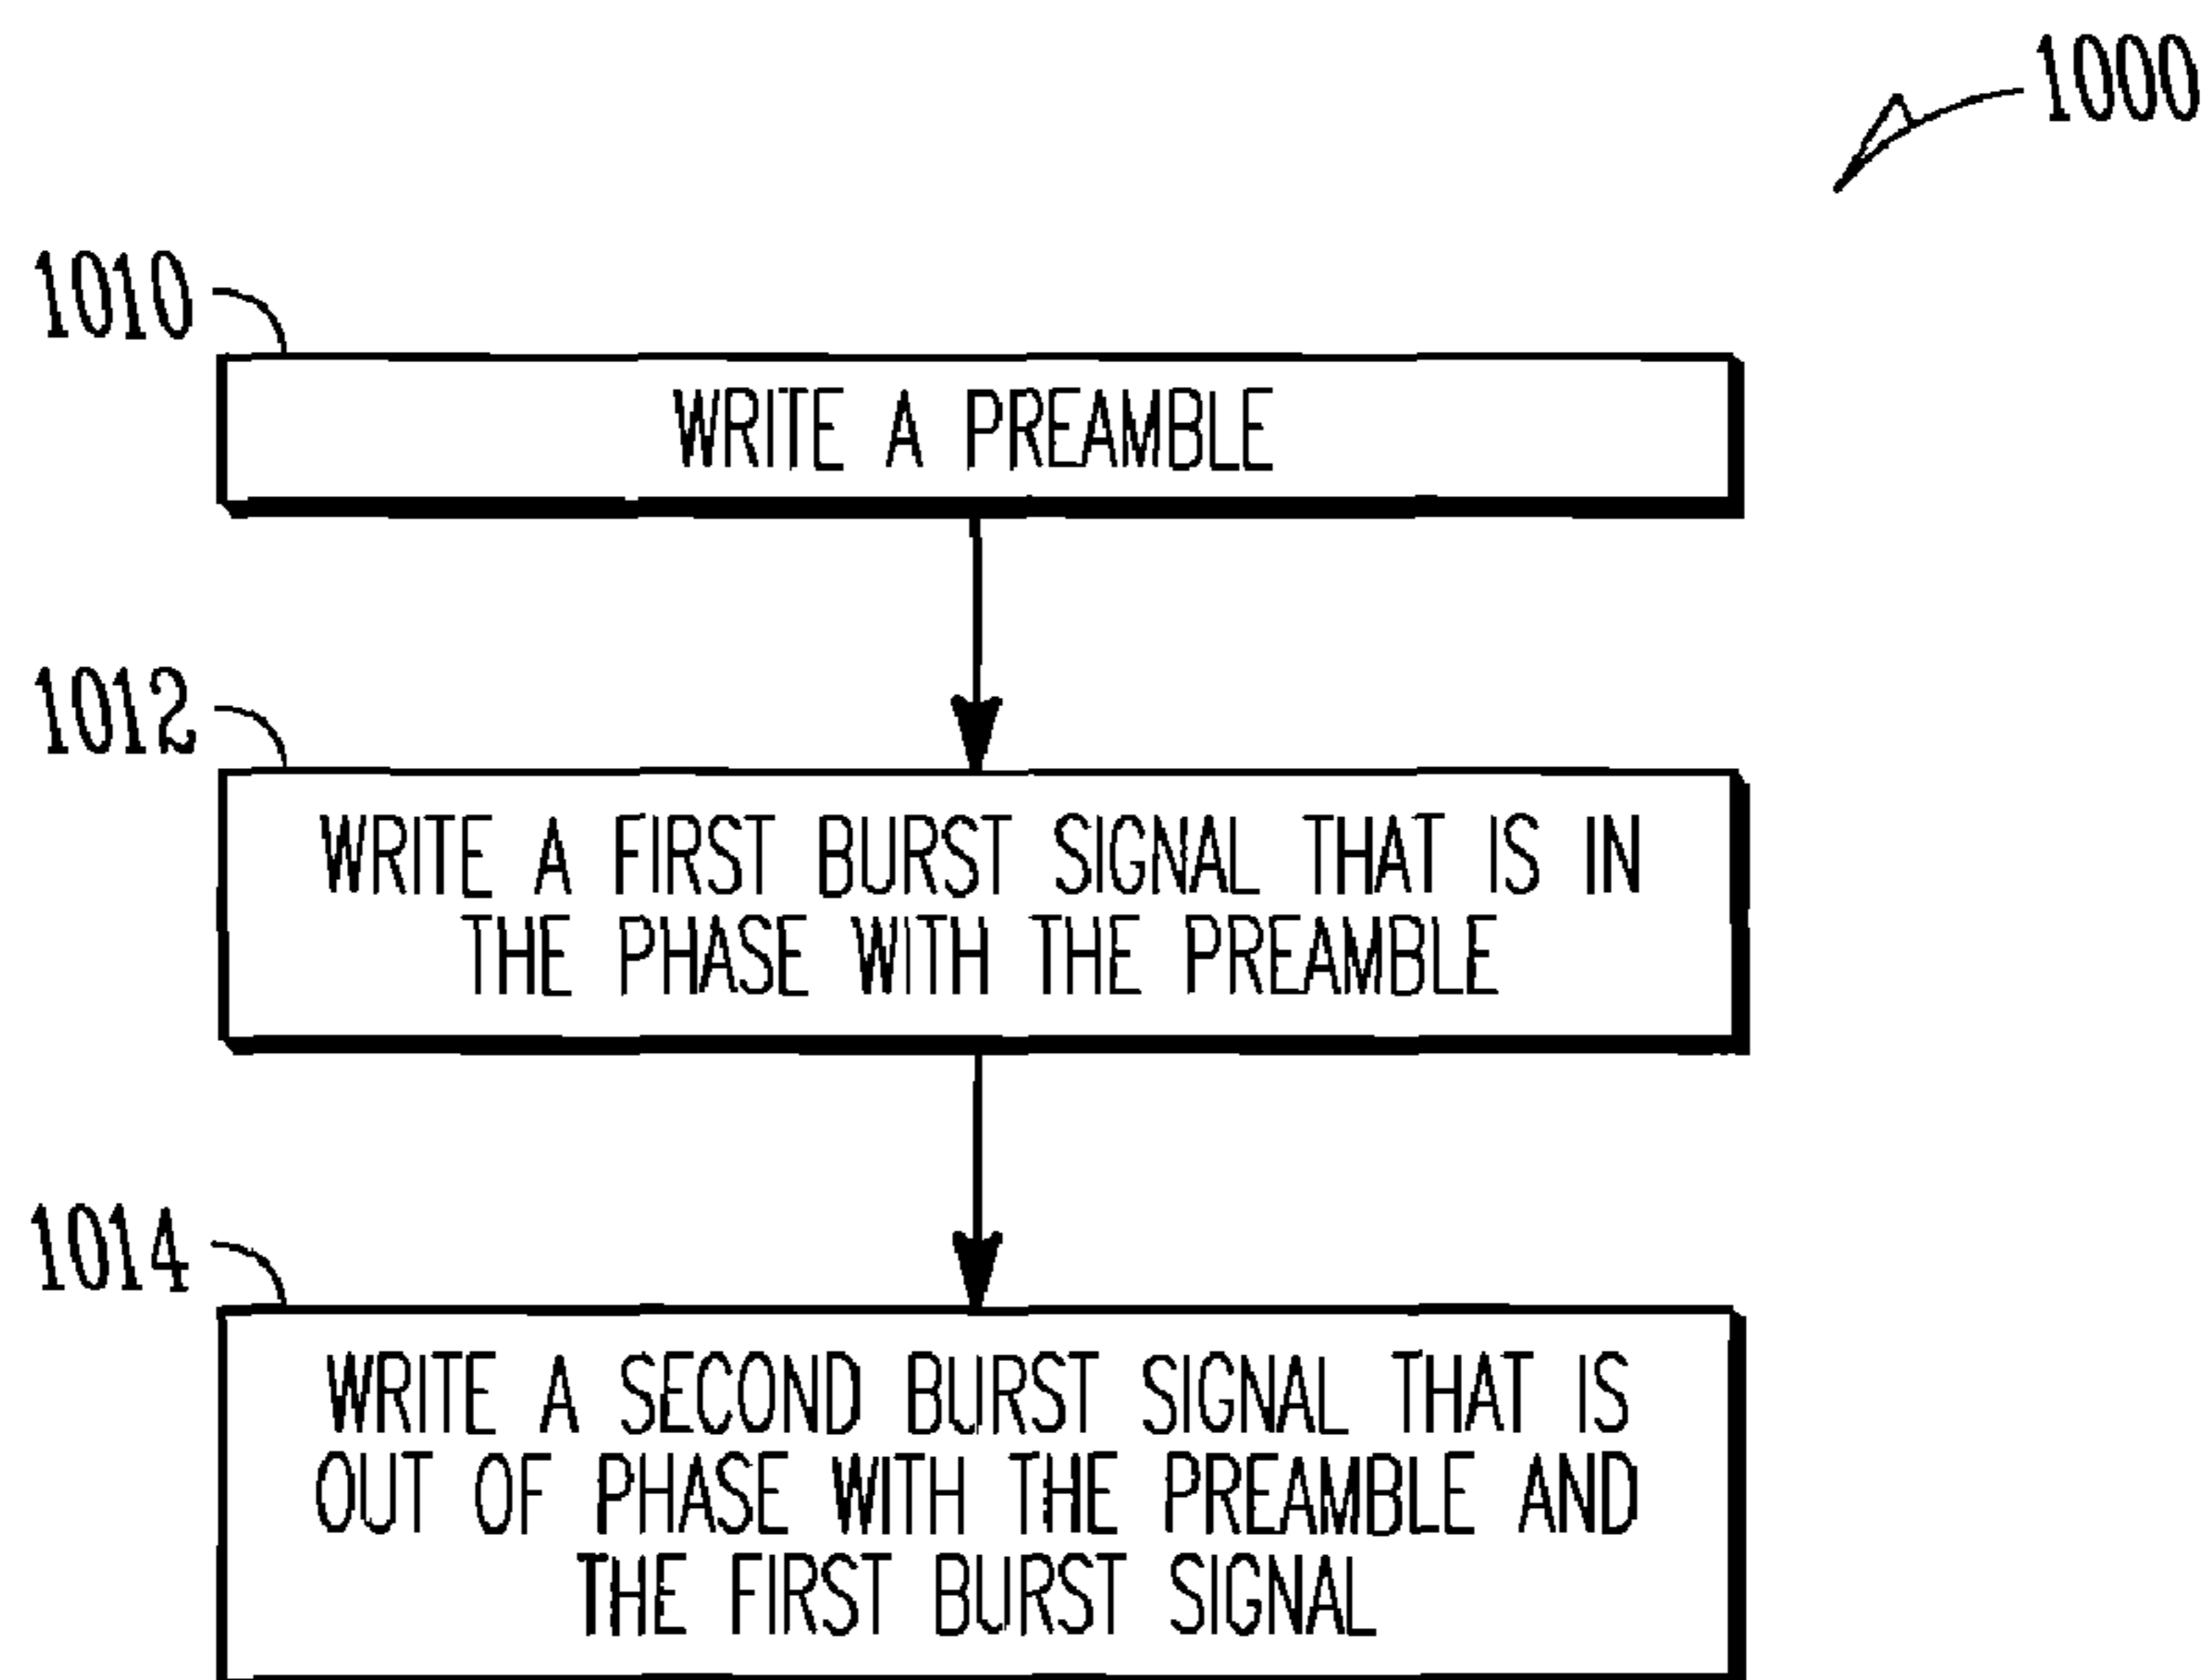 1000
1010
WRITE A PREAMBLE
1012
WRITE A FIRST BURST SIGNAL THAT IS IN
THE PHASE WITH THE PREAMBLE
1014
WRITE A SECOND BURST SIGNAL THAT IS
OUT OF PHASE WITH THE PREAMBLE AND
THE FIRST BURST SIGNAL